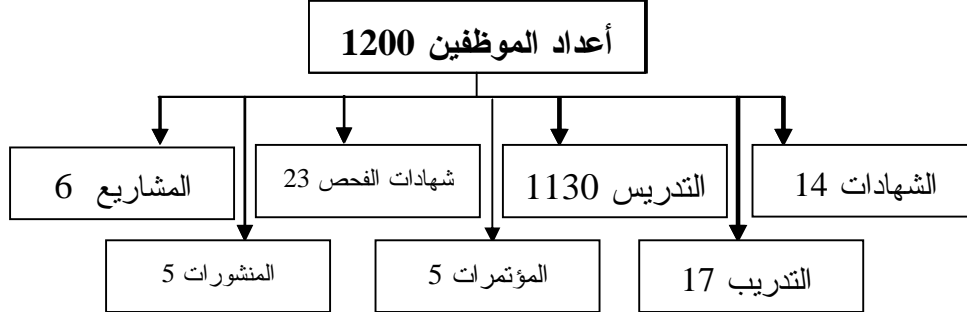 أعداد الموظفين 1200
الشهادات 14
التدريس 1130
شهادات الفحص 23
المشاريع 6
التدريب 17
المؤتمرات 5
المنشورات 5